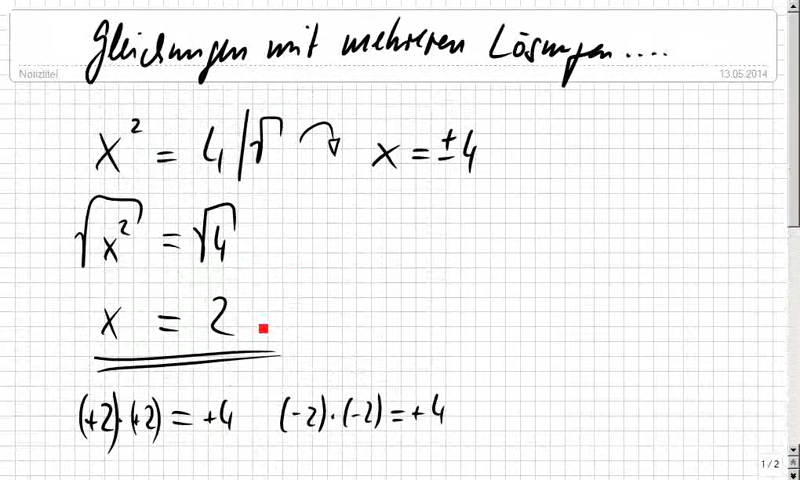 Gleichungen mit mehreren Lösungen....
Notiztitel 13.05.2014
x² = 4 |√ ↷ x = ±4
√x² = √4
x = 2
(+2)·(+2) = +4 (-2)·(-2) = +4
1 / 2